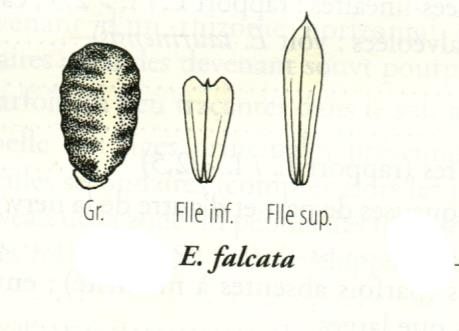 Gr. Flle inf. Flle sup.
E. falcata